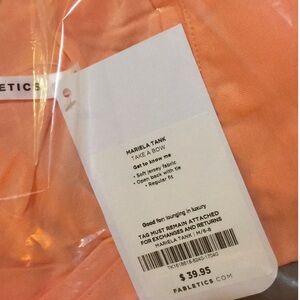 LETICS
MARIELA TANK
TAKE A BOW
Get to know me
• Soft jersey fabric
• Open back with tie
• Regular fit
Good for: lounging in luxury
TAG MUST REMAIN ATTACHED
FOR EXCHANGES AND RETURNS
MARIELA TANK | M/6-8
$ 39.95
FABLETICS.COM